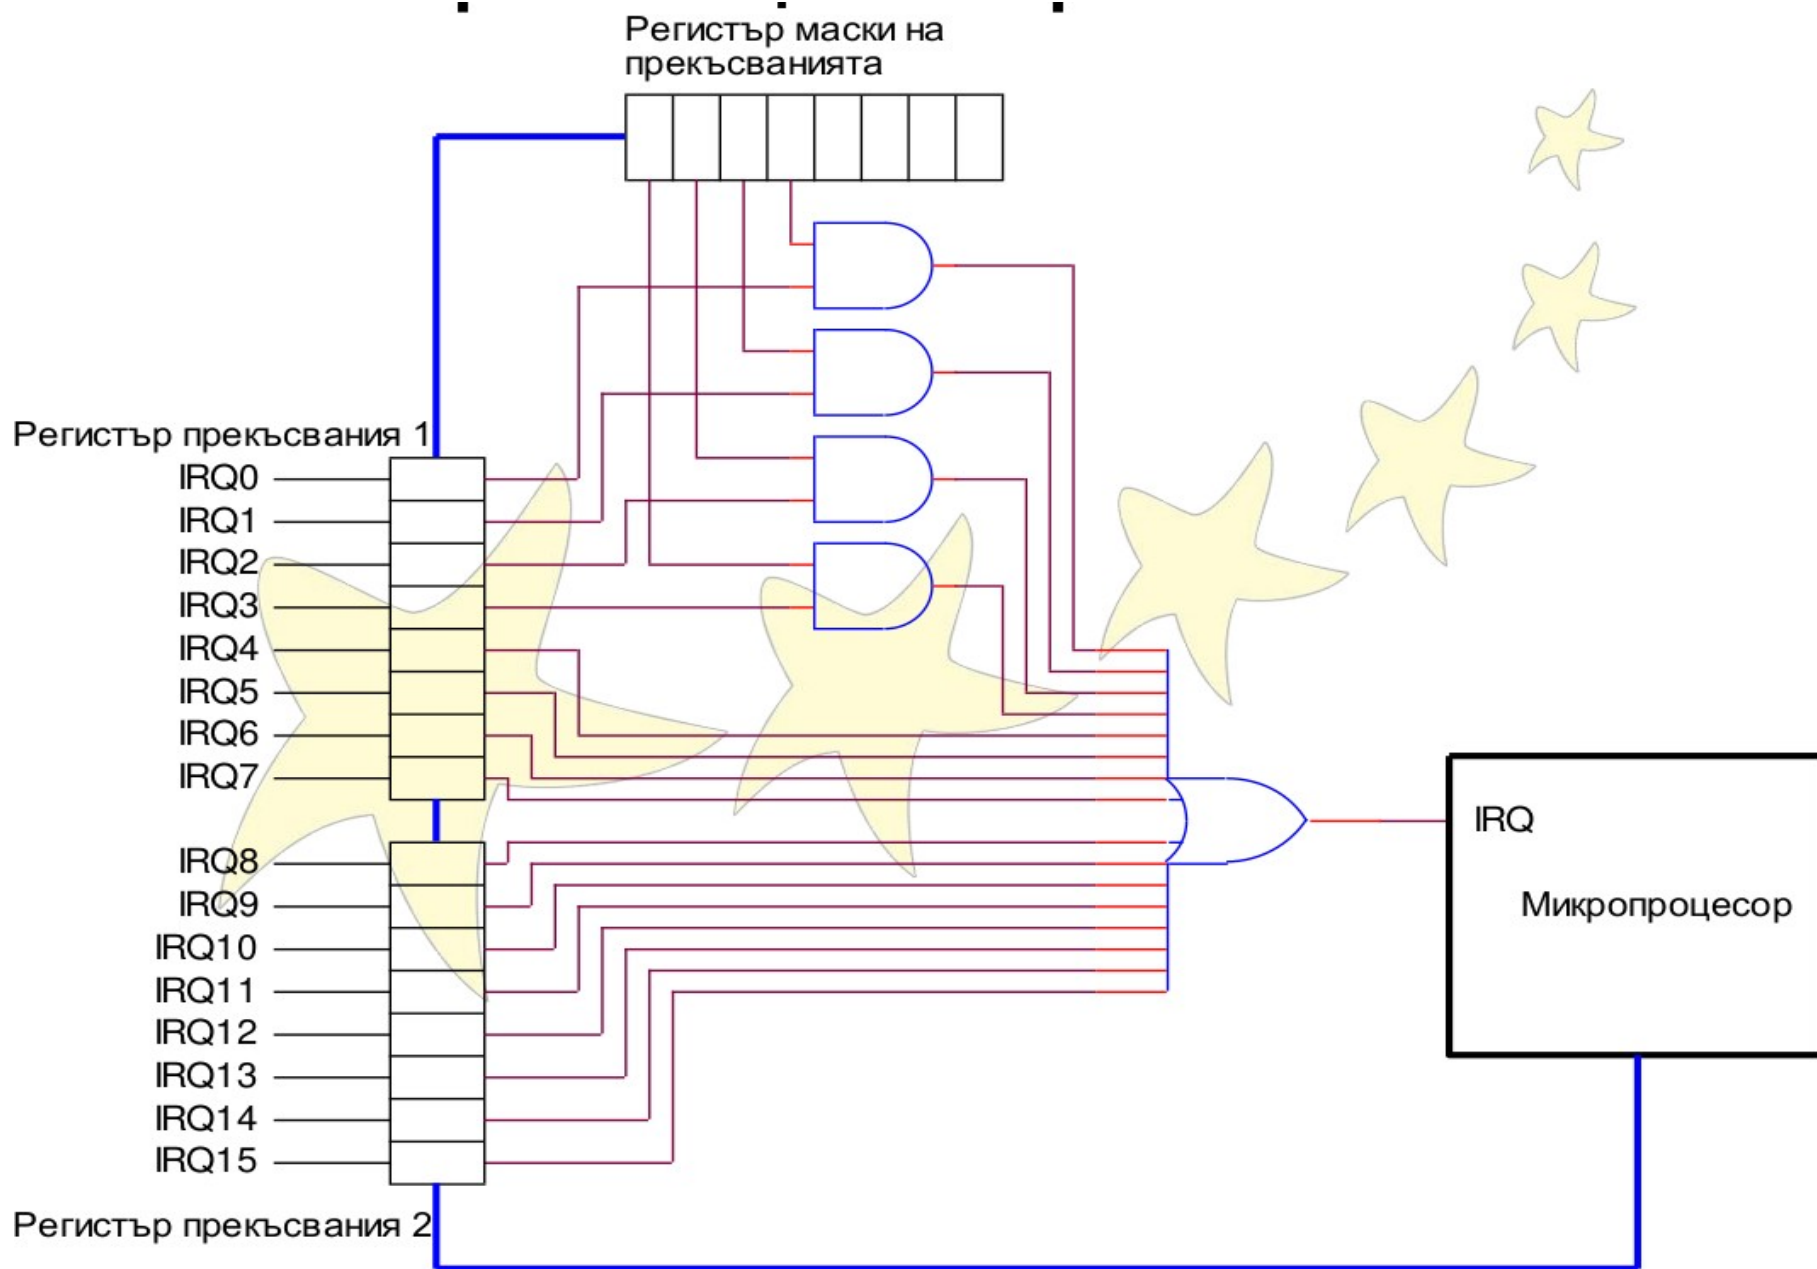 Регистър маски на
прекъсванията
Регистър прекъсвания 1
IRQ0
IRQ1
IRQ2
IRQ3
IRQ4
IRQ5
IRQ6
IRQ7
IRQ8
IRQ9
IRQ10
IRQ11
IRQ12
IRQ13
IRQ14
IRQ15
Регистър прекъсвания 2
IRQ
Микропроцесор